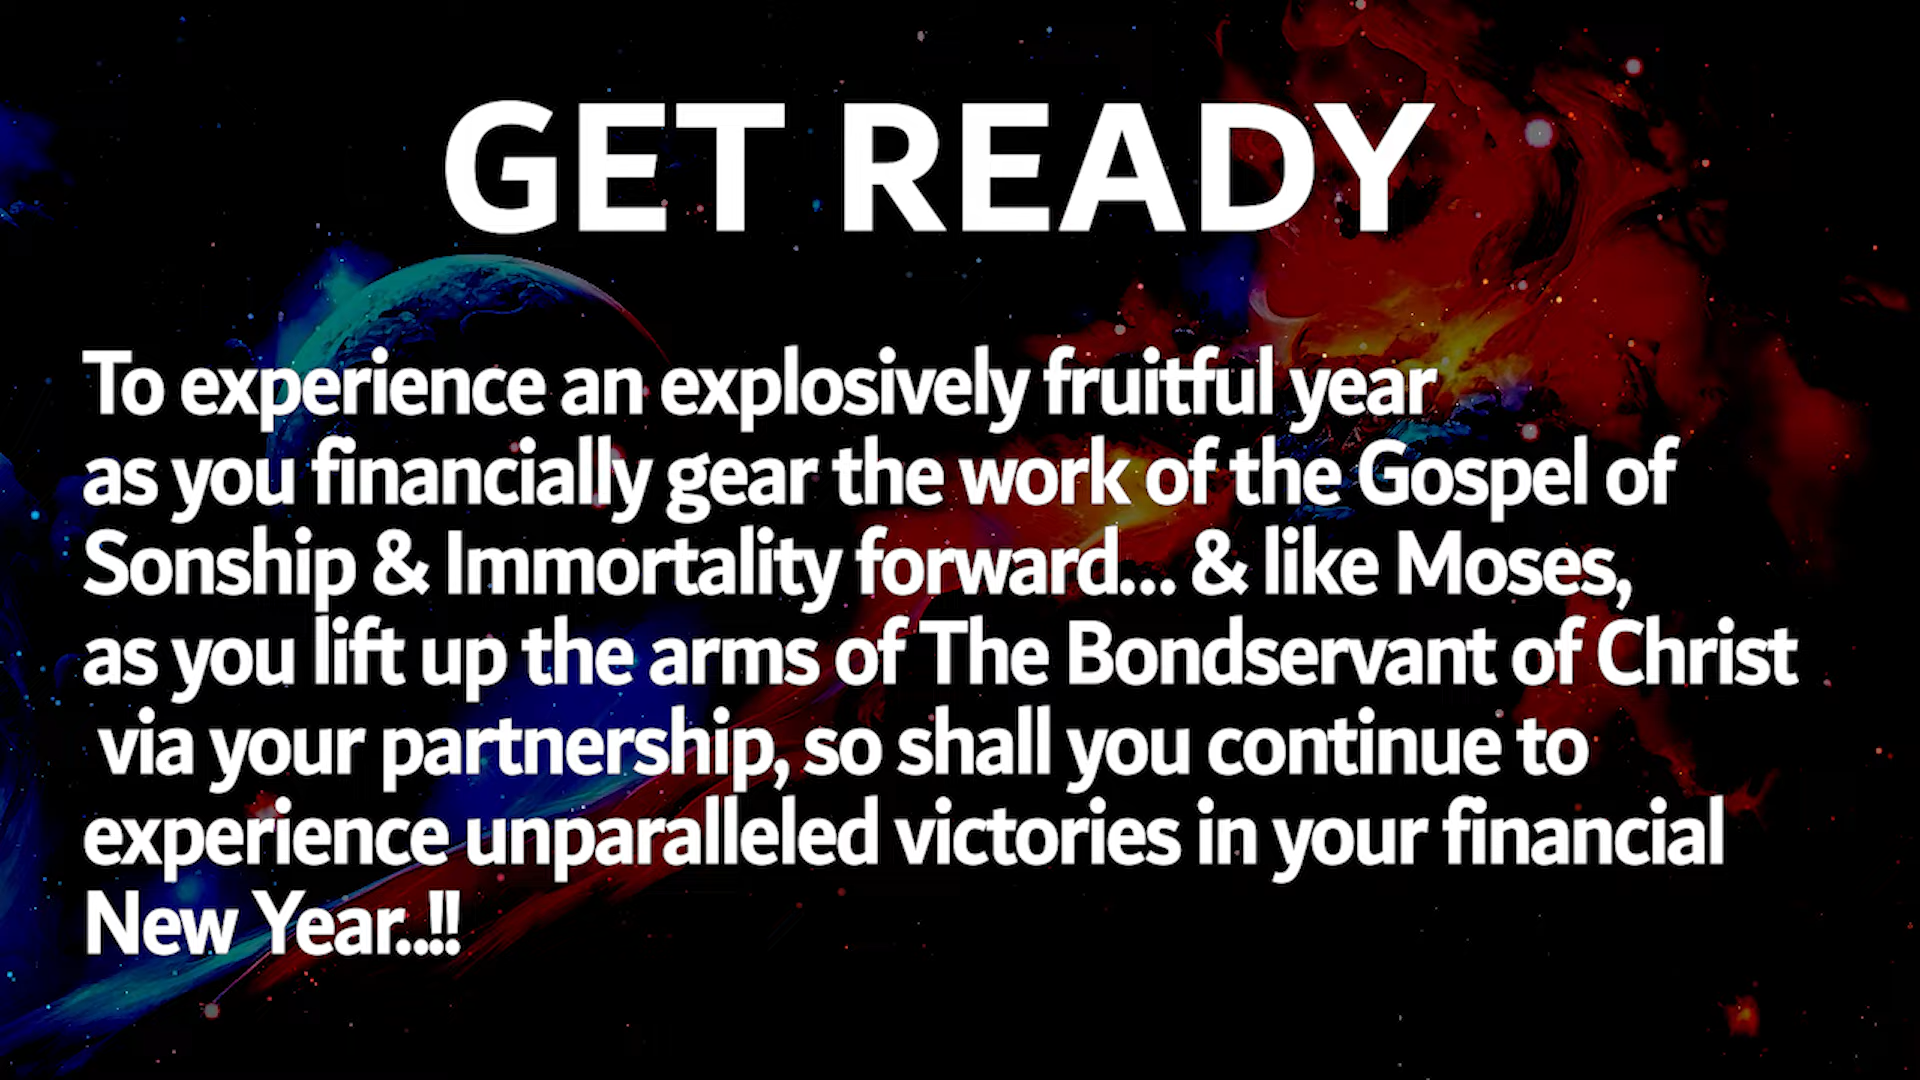 GET READY
To experience an explosively fruitful year
as you financially gear the work of the Gospel of
Sonship & Immortality forward... & like Moses,
as you lift up the arms of The Bondservant of Christ
via your partnership, so shall you continue to
experience unparalleled victories in your financial
New Year..!!